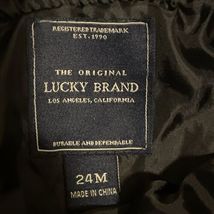 REGISTERED TRADEMARK
EST. 1990
THE ORIGINAL
LUCKY BRAND
LOS ANGELES, CALIFORNIA
DURABLE AND DEPENDABLE
24M
MADE IN CHINA